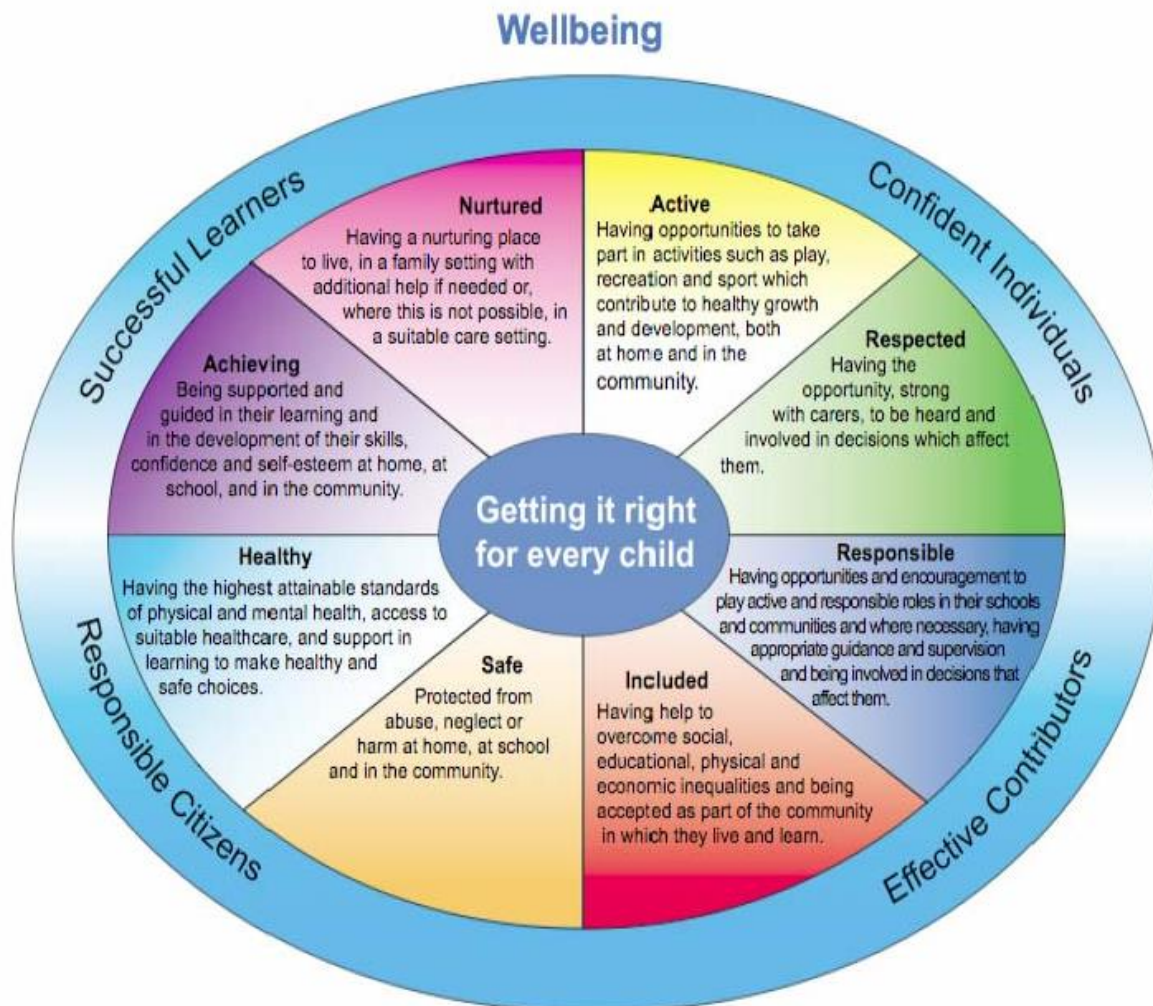 Wellbeing
Successful Learners
Confident Individuals
Nurtured
Having a nurturing place
to live, in a family setting with
additional help if needed or,
where this is not possible, in
a suitable care setting.
Active
Having opportunities to take
part in activities such as play,
recreation and sport which
contribute to healthy growth
and development, both
at home and in the
community.
Achieving
Being supported and
guided in their learning and
in the development of their skills,
confidence and self-esteem at home, at
school, and in the community.
Respected
Having the
opportunity, strong
with carers, to be heard and
involved in decisions which affect
them.
Getting it right
for every child
Healthy
Having the highest attainable standards
of physical and mental health, access to
suitable healthcare, and support in
learning to make healthy and
safe choices.
Responsible
Having opportunities and encouragement to
play active and responsible roles in their schools
and communities and where necessary, having
appropriate guidance and supervision
and being involved in decisions that
affect them.
Safe
Protected from
abuse, neglect or
harm at home, at school
and in the community.
Included
Having help to
overcome social,
educational, physical and
economic inequalities and being
accepted as part of the community
in which they live and learn.
Responsible Citizens
Effective Contributors